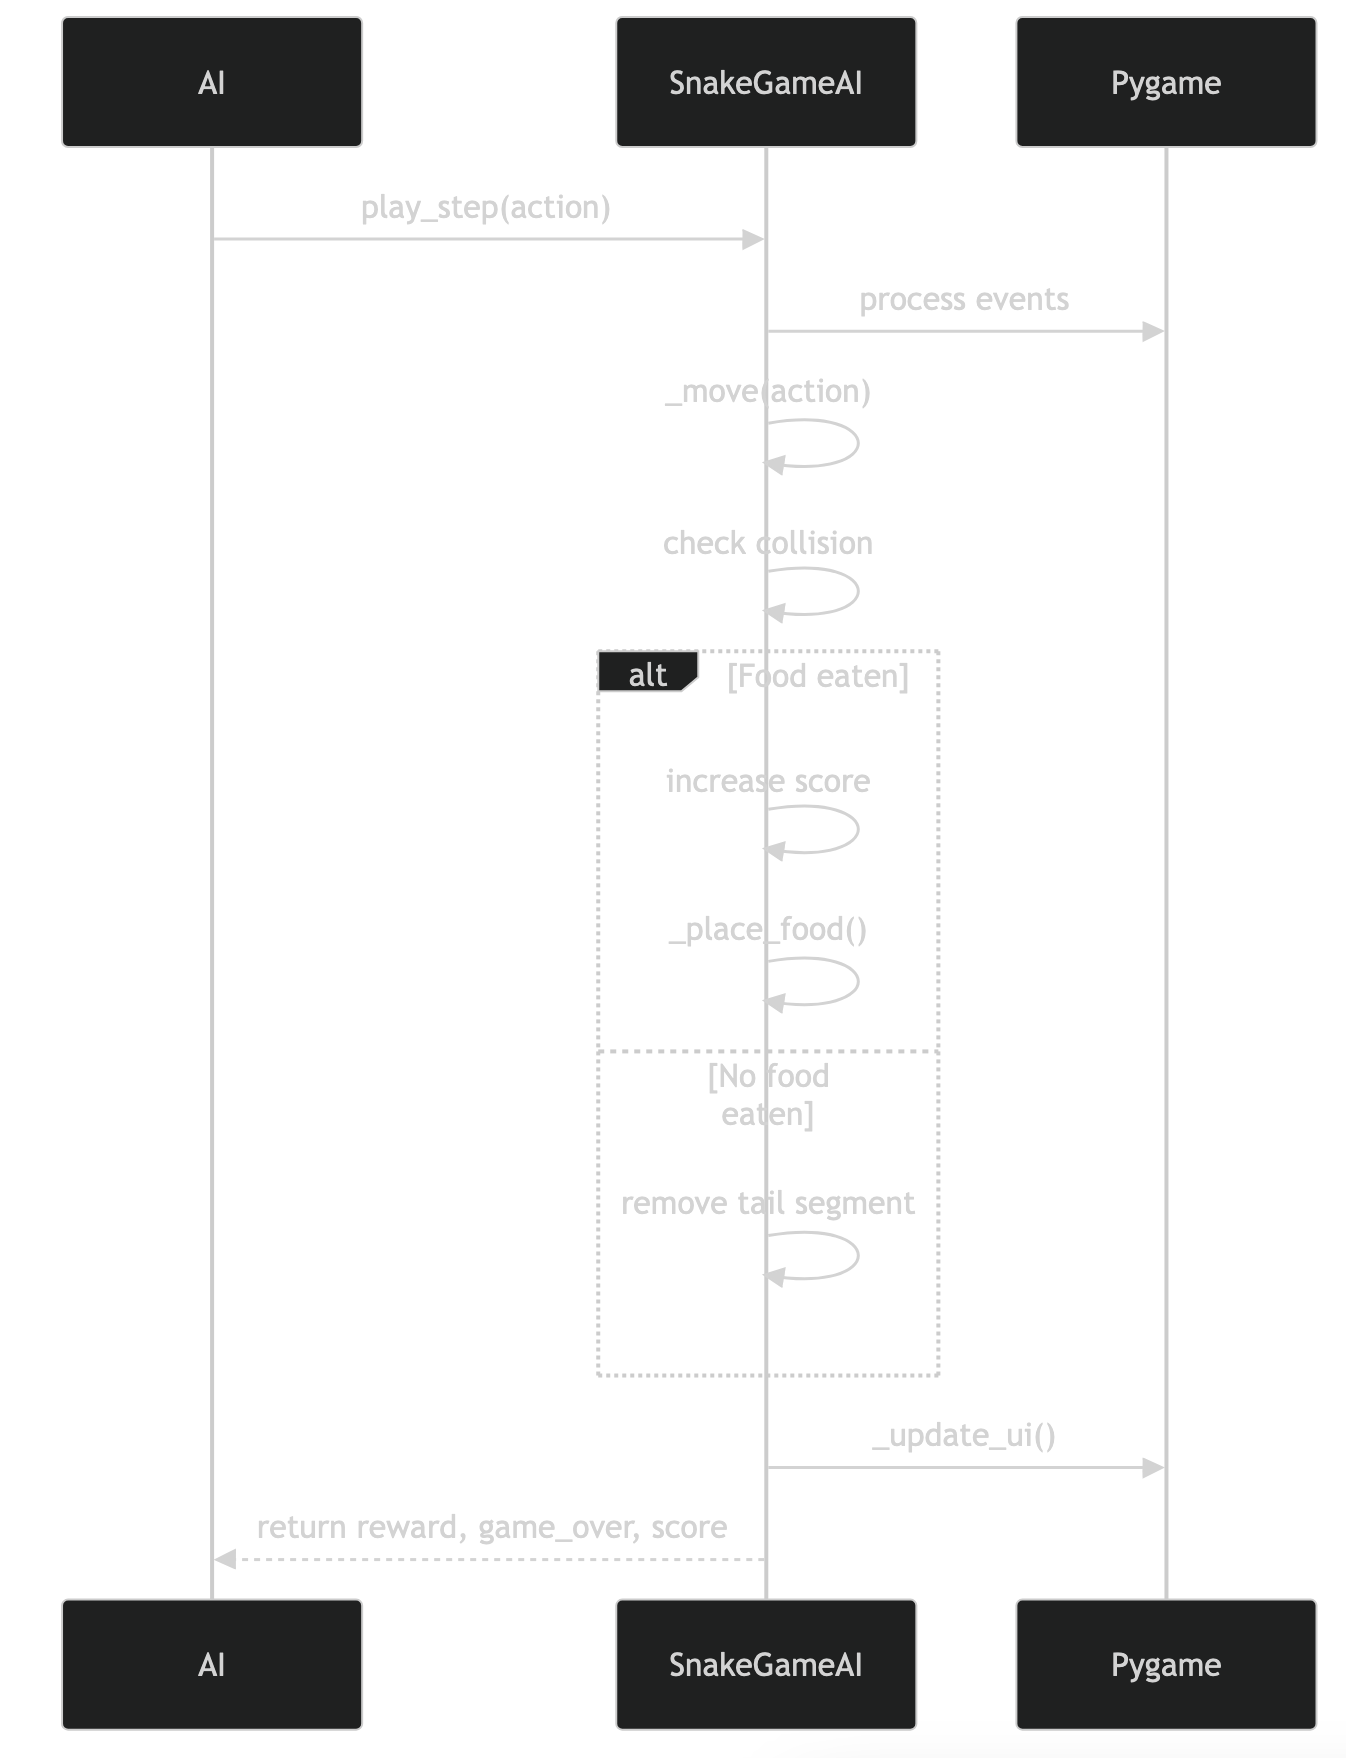 AI
SnakeGameAI
Pygame
play_step(action)
process events
_move(action)
check collision
alt
[Food eaten]
increase score
_place_food()
[No food
eaten]
remove tail segment
_update_ui()
return reward, game_over, score
AI
SnakeGameAI
Pygame